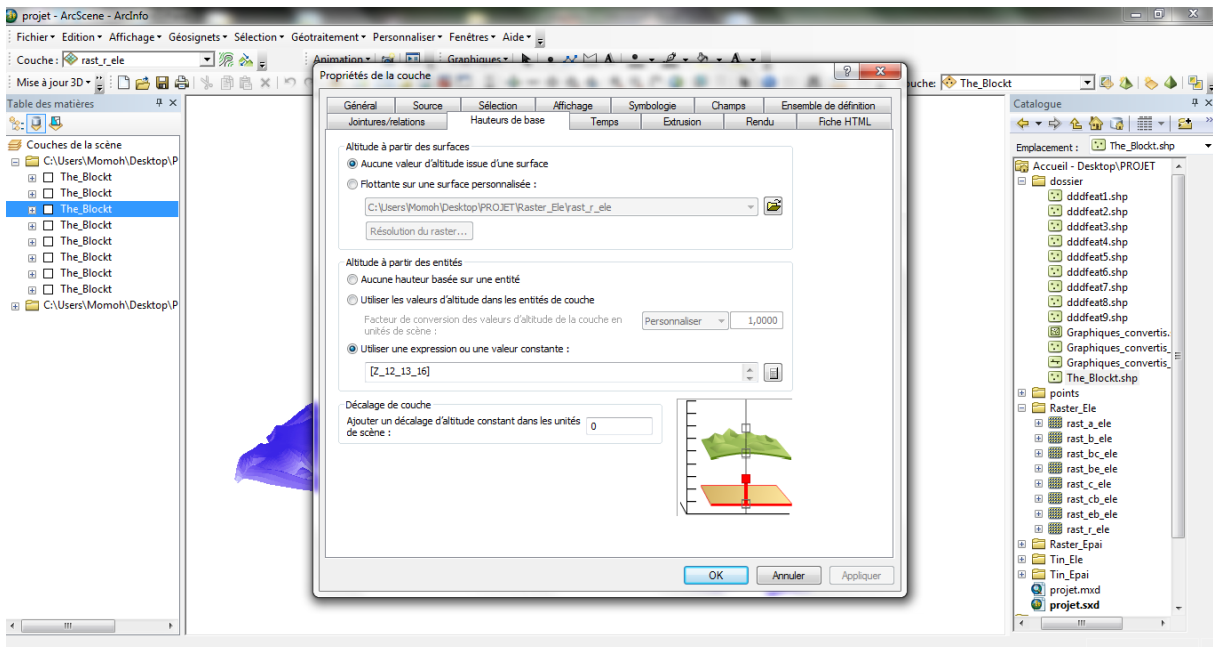 projet - ArcScene - ArcInfo
Fichier Edition Affichage Géosignets Sélection Géotraitement Personnaliser Fenêtres Aide
Couche : rast_r_ele
Animation Graphiques
Mise à jour 3D
Couche: The_Blockt
Table des matières
Couches de la scène
C:\Users\Momoh\Desktop\P
The_Blockt
The_Blockt
The_Blockt
The_Blockt
The_Blockt
The_Blockt
The_Blockt
The_Blockt
C:\Users\Momoh\Desktop\P
Propriétés de la couche
Général Source Sélection Affichage Symbologie Champs Ensemble de définition
Jointures/relations Hauteurs de base Temps Extrusion Rendu Fiche HTML
Altitude à partir des surfaces
Aucune valeur d'altitude issue d'une surface
Flottante sur une surface personnalisée :
C:\Users\Momoh\Desktop\PROJET\Raster_Ele\rast_r_ele
Résolution du raster...
Altitude à partir des entités
Aucune hauteur basée sur une entité
Utiliser les valeurs d'altitude dans les entités de couche
Facteur de conversion des valeurs d'altitude de la couche en
unités de scène :
Personnaliser 1,0000
Utiliser une expression ou une valeur constante :
[Z_12_13_16]
Décalage de couche
Ajouter un décalage d'altitude constant dans les unités
de scène :
0
OK Annuler Appliquer
Catalogue
Emplacement : The_Blockt.shp
Accueil - Desktop\PROJET
dossier
dddfeat1.shp
dddfeat2.shp
dddfeat3.shp
dddfeat4.shp
dddfeat5.shp
dddfeat6.shp
dddfeat7.shp
dddfeat8.shp
dddfeat9.shp
Graphiques_convertis.
Graphiques_convertis_
Graphiques_convertis_
The_Blockt.shp
points
Raster_Ele
rast_a_ele
rast_b_ele
rast_bc_ele
rast_be_ele
rast_c_ele
rast_cb_ele
rast_eb_ele
rast_r_ele
Raster_Epai
Tin_Ele
Tin_Epai
projet.mxd
projet.sxd